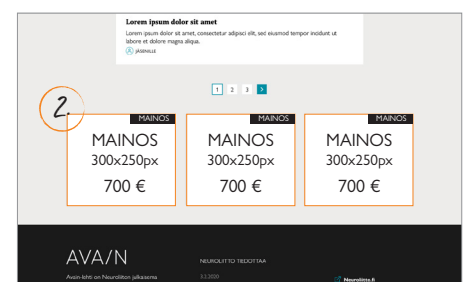 Lorem ipsum dolor sit amet
Lorem ipsum dolor sit amet, consectetur adipisci elit, sec eiusmod tempor incidunt ut
labore et dolore magna aliqua.
JÄSENILLE
1 2 3 >
2.
MAINOS
MAINOS
300x250px
700 €
MAINOS
MAINOS
300x250px
700 €
MAINOS
MAINOS
300x250px
700 €
AVA/N
Avain-lehti on Neuroliiton julkaisema
NEUROLIITTO TIEDOTTAA
3.5.2020
Neuroliitto.fi